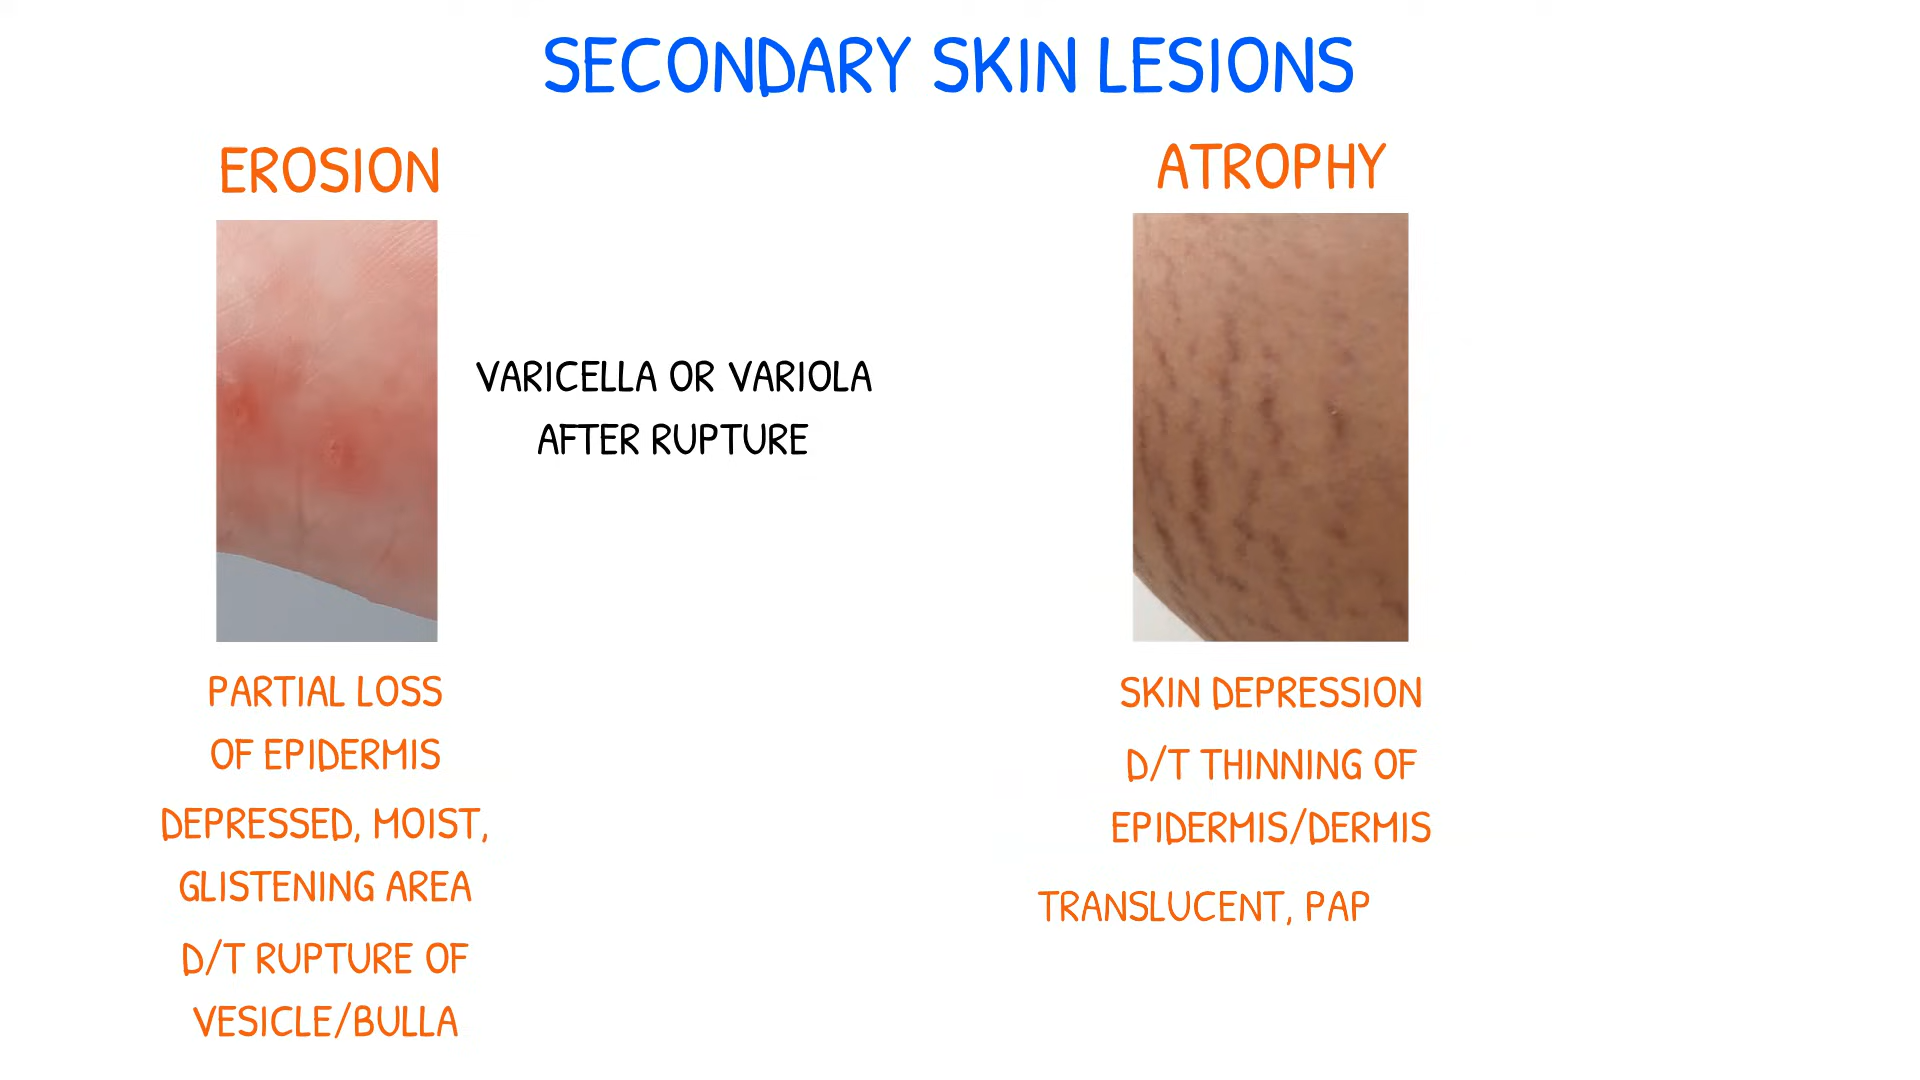 SECONDARY SKIN LESIONS
EROSION
VARICELLA OR VARIOLA
AFTER RUPTURE
PARTIAL LOSS
OF EPIDERMIS
DEPRESSED, MOIST,
GLISTENING AREA
D/T RUPTURE OF
VESICLE/BULLA
ATROPHY
SKIN DEPRESSION
D/T THINNING OF
EPIDERMIS/DERMIS
TRANSLUCENT, PAP